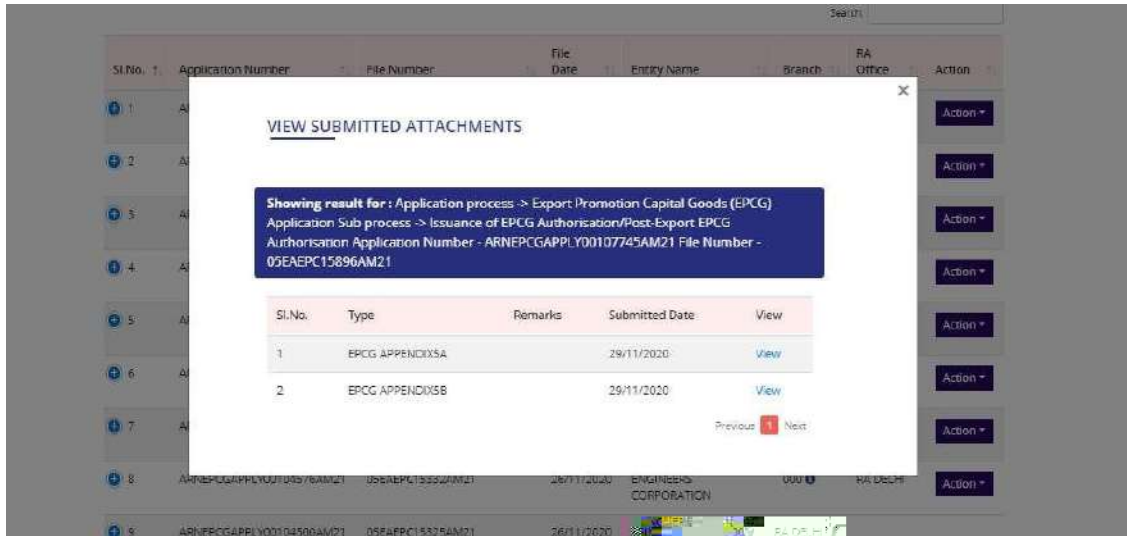 Search:
Sl.No. Application Number File Number File Date Entity Name Branch RA Office Action
×
1 Action
VIEW SUBMITTED ATTACHMENTS
2 Action
Showing result for : Application process -> Export Promotion Capital Goods (EPCG)
3 Action
Application Sub process -> Issuance of EPCG Authorisation/Post-Export EPCG
Authorisation Application Number - ARNEPCGAPPLY00107745AM21 File Number -
05EAEPC15896AM21
4 Action
Sl.No. Type Remarks Submitted Date View
5 Action
1 EPCG APPENDIX5A 29/11/2020 View
6 Action
2 EPCG APPENDIX5B 29/11/2020 View
Previous 1 Next
7 Action
8 ARNEPCGAPPLY00104576AM21 05EAEPC15332AM21 26/11/2020 ENGINEERS CORPORATION 000 RA DELHI Action
9 ARNEPCGAPPLY00104500AM21 05EAEPC15325AM21 26/11/2020